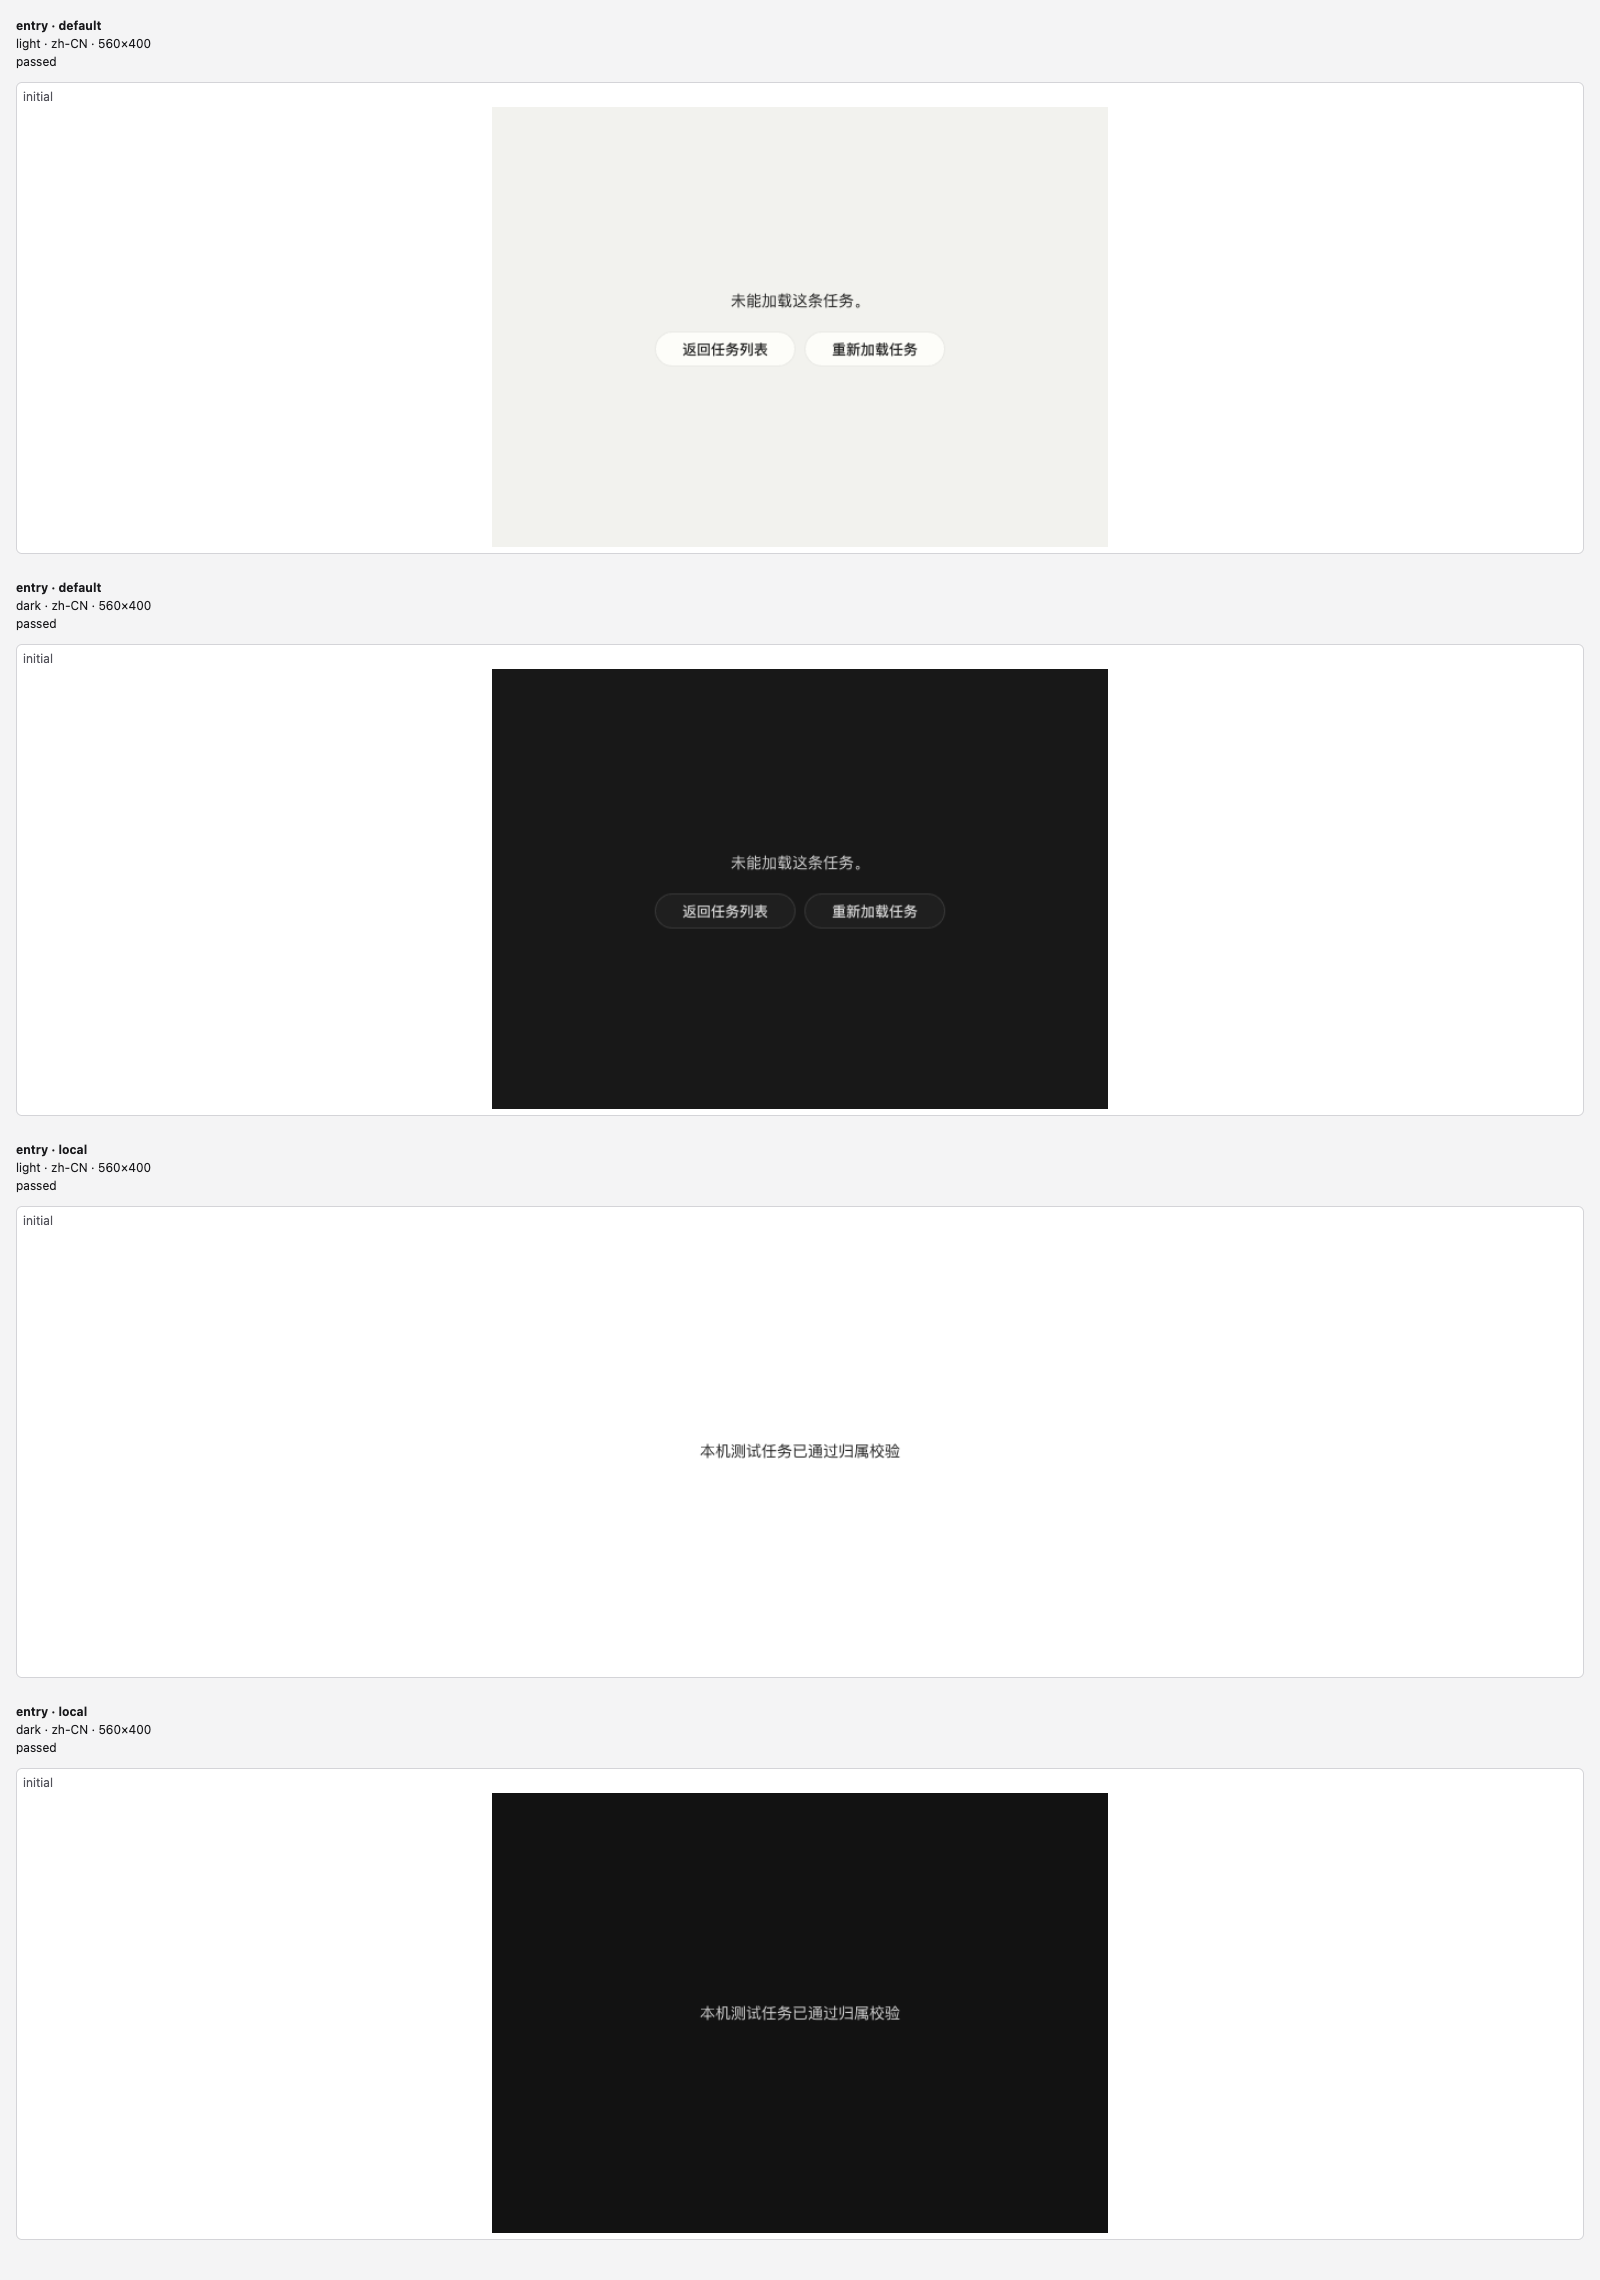 entry · default
light · zh-CN · 560×400
passed
initial
未能加载这条任务。
返回任务列表 重新加载任务
entry · default
dark · zh-CN · 560×400
passed
initial
未能加载这条任务。
返回任务列表 重新加载任务
entry · local
light · zh-CN · 560×400
passed
initial
本机测试任务已通过归属校验
entry · local
dark · zh-CN · 560×400
passed
initial
本机测试任务已通过归属校验